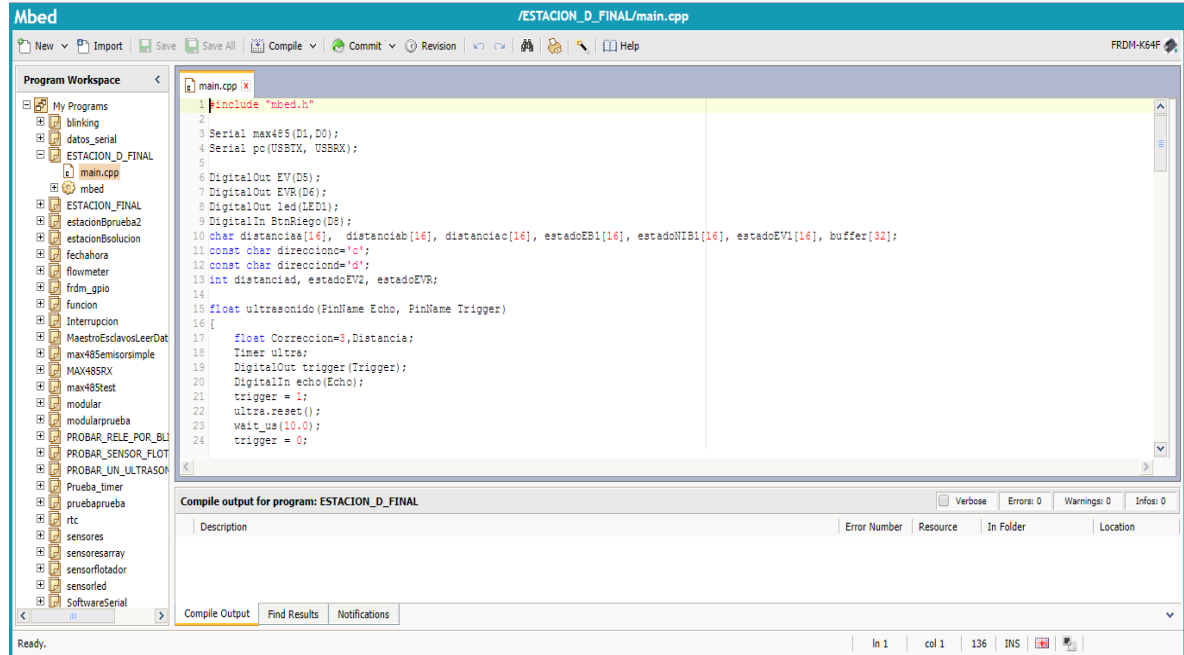 Mbed
/ESTACION_D_FINAL/main.cpp
New Import Save Save All Compile Commit Revision Help FRDM-K64F
Program Workspace
My Programs
blinking
datos_serial
ESTACION_D_FINAL
main.cpp
mbed
ESTACION_FINAL
estacionBprueba2
estacionBsolucion
fechahora
flowmeter
frdm_gpio
funcion
Interrupcion
MaestroEsclavosLeerDat
max485emisorsimple
MAX485RX
max485test
modular
modularprueba
PROBAR_RELE_POR_BL
PROBAR_SENSOR_FLOT
PROBAR_UN_ULTRASON
Prueba_timer
pruebaprueba
rtc
sensores
sensoresarray
sensorflotador
sensorled
SoftwareSerial
main.cpp
1 #include "mbed.h"
2
3 Serial max485(D1,D0);
4 Serial pc(USBTX, USBRX);
5
6 DigitalOut EV(D5);
7 DigitalOut EVR(D6);
8 DigitalOut led(LED1);
9 DigitalIn BtnRiego(D8);
10 char distanciaa[16], distanciab[16], distanciac[16], estadoEB1[16], estadoNIB1[16], estadoEV1[16], buffer[32];
11 const char direccionc='c';
12 const char direcciond='d';
13 int distanciad, estadoEV2, estadoEVR;
14
15 float ultrasonido(PinName Echo, PinName Trigger)
16 {
17 float Correccion=3,Distancia;
18 Timer ultra;
19 DigitalOut trigger(Trigger);
20 DigitalIn echo(Echo);
21 trigger = 1;
22 ultra.reset();
23 wait_us(10.0);
24 trigger = 0;
Compile output for program: ESTACION_D_FINAL
Verbose Errors: 0 Warnings: 0 Infos: 0
Description Error Number Resource In Folder Location
Compile Output Find Results Notifications
Ready.
ln 1 col 1 136 INS